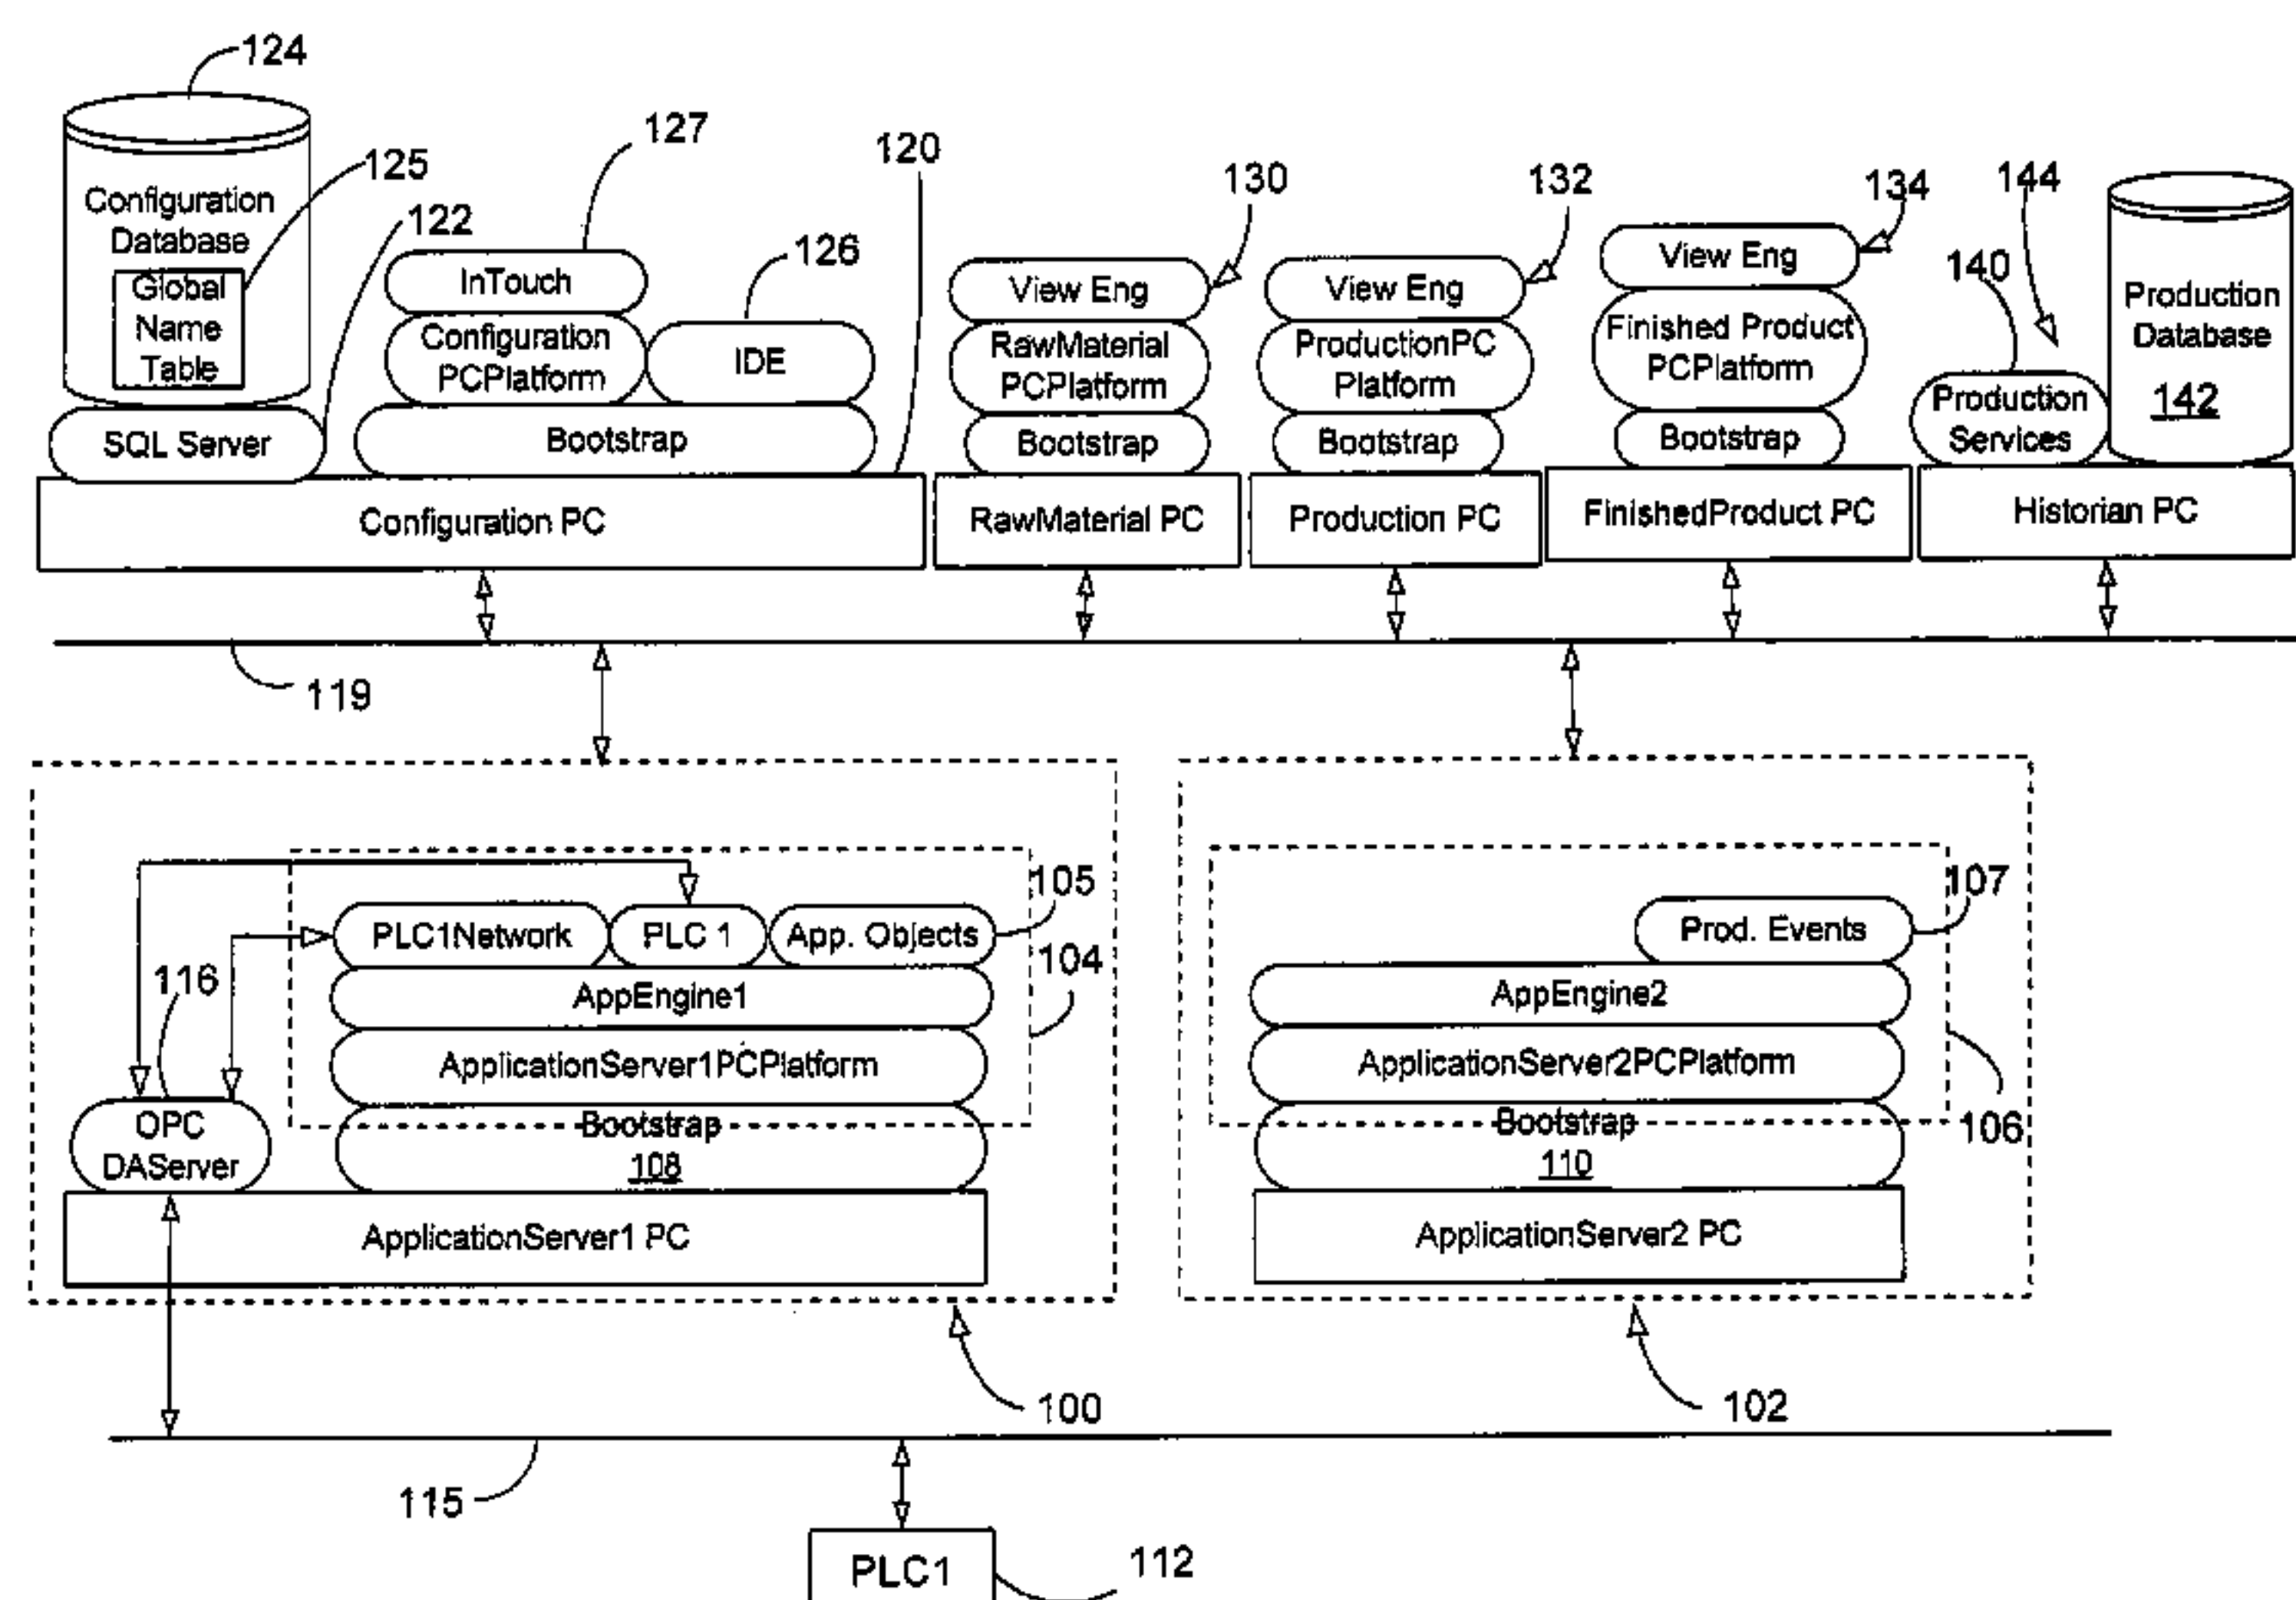 124
127
120
125
130
132
134
144
Configuration
Database
122
126
140
Global
Name
Table
InTouch
Configuration
PCPlatform
IDE
View Eng
RawMaterial
PCPlatform
View Eng
ProductionPC
Platform
View Eng
Finished Product
PCPlatform
Production
Database
142
Production
Services
SQL Server
Bootstrap
Bootstrap
Bootstrap
Bootstrap
Configuration PC
RawMaterial PC
Production PC
FinishedProduct PC
Historian PC
119
105
107
PLC1Network
PLC 1
App. Objects
Prod. Events
104
116
AppEngine1
AppEngine2
ApplicationServer1PCPlatform
ApplicationServer2PCPlatform
OPC
DAServer
Bootstrap
108
Bootstrap
110
106
ApplicationServer1 PC
ApplicationServer2 PC
100
102
115
PLC1
112